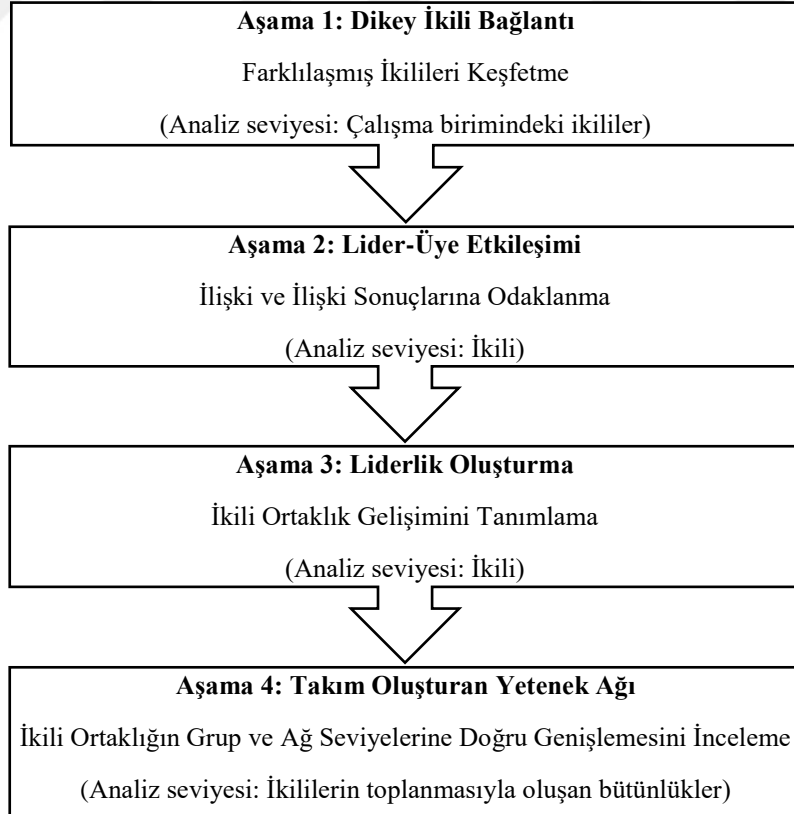 Aşama 1: Dikey İkili Bağlantı
Farklılaşmış İkilileri Keşfetme
(Analiz seviyesi: Çalışma birimindeki ikililer)
Aşama 2: Lider-Üye Etkileşimi
İlişki ve İlişki Sonuçlarına Odaklanma
(Analiz seviyesi: İkili)
Aşama 3: Liderlik Oluşturma
İkili Ortaklık Gelişimini Tanımlama
(Analiz seviyesi: İkili)
Aşama 4: Takım Oluşturan Yetenek Ağı
İkili Ortaklığın Grup ve Ağ Seviyelerine Doğru Genişlemesini İnceleme
(Analiz seviyesi: İkililerin toplanmasıyla oluşan bütünlükler)